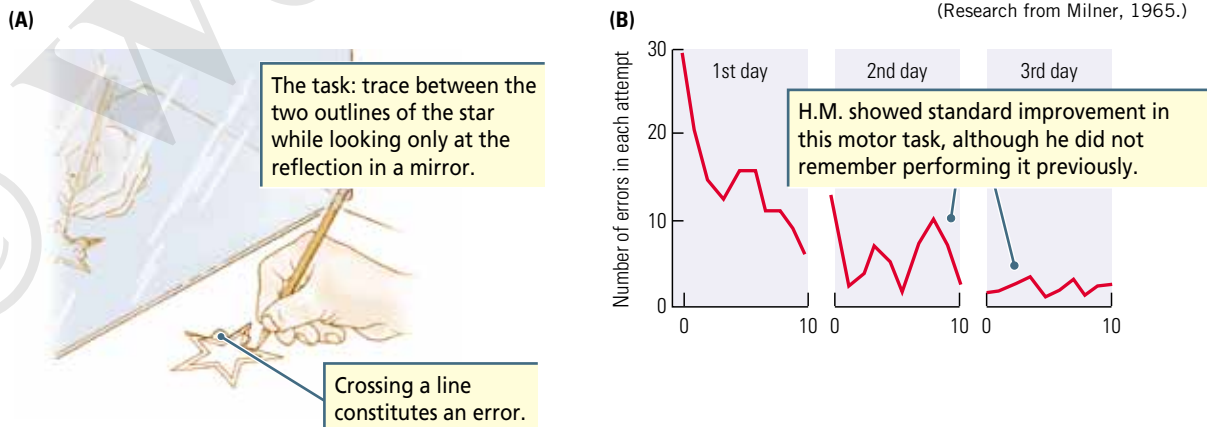 (A)
The task: trace between the
two outlines of the star
while looking only at the
reflection in a mirror.
Crossing a line
constitutes an error.
(B)
(Research from Milner, 1965.)
Number of errors in each attempt
30
20
10
0
1st day
2nd day
3rd day
H.M. showed standard improvement in
this motor task, although he did not
remember performing it previously.
0 10 0 10 0 10